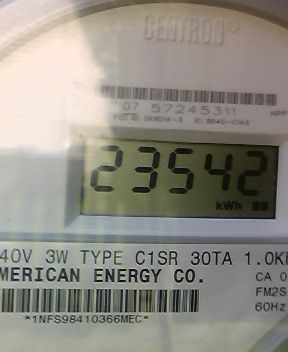 CENTRON®
07 57245311
23542
kWh
40V 3W TYPE C1SR 30TA 1.0K
MERICAN ENERGY CO.
CA 0
FM2S
60Hz
*1NFS98410366MEC*